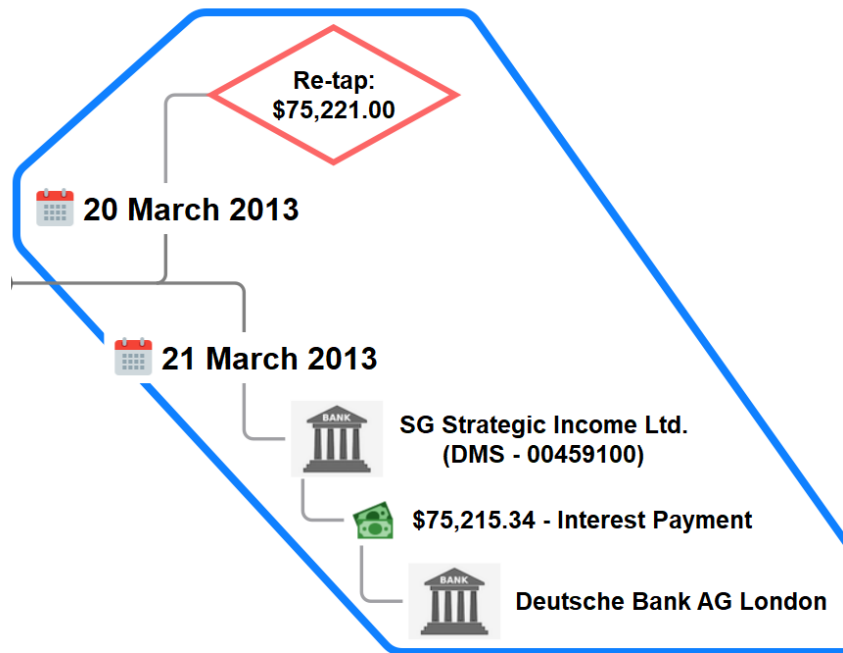 Re-tap:
$75,221.00
20 March 2013
21 March 2013
BANK
SG Strategic Income Ltd.
(DMS - 00459100)
$75,215.34 - Interest Payment
BANK
Deutsche Bank AG London